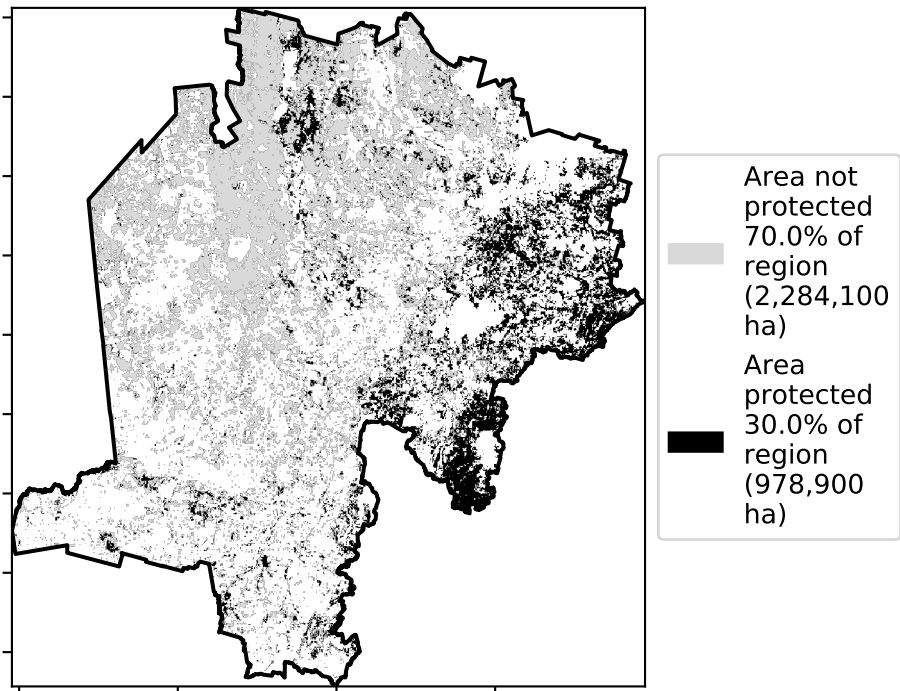 Area not
protected
70.0% of
region
(2,284,100
ha)
Area
protected
30.0% of
region
(978,900
ha)